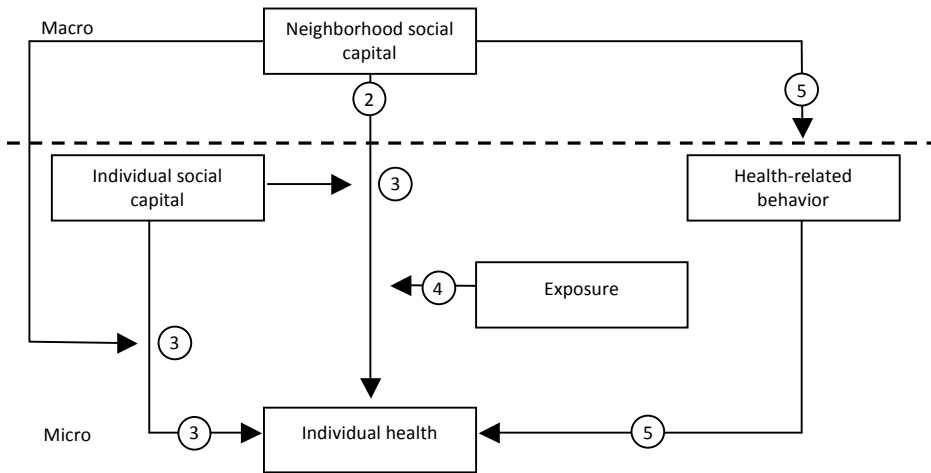 Macro
Neighborhood social
capital
2
5
Individual social
capital
3
Health-related
behavior
4
Exposure
3
Micro
3
Individual health
5